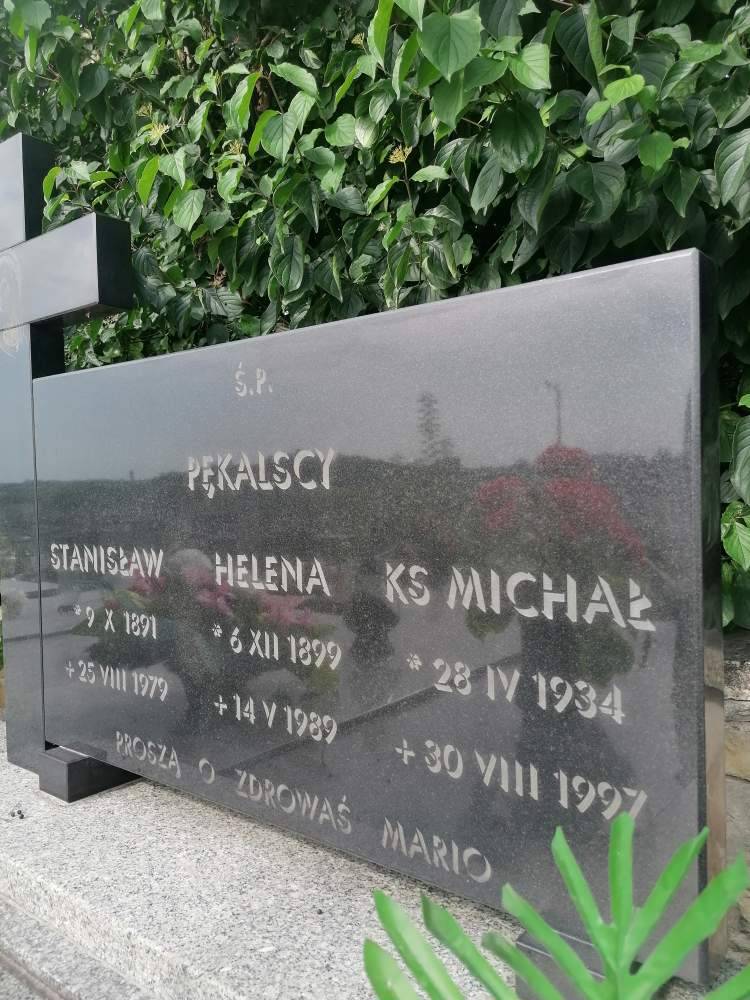 Ś.P.
PĘKALSCY
STANISŁAW HELENA KS MICHAŁ
* 9 X 1891 * 6 XII 1899 * 28 IV 1934
+ 25 VIII 1979 + 14 V 1989 + 30 VIII 1997
PROSZĄ O ZDROWAŚ MARIO